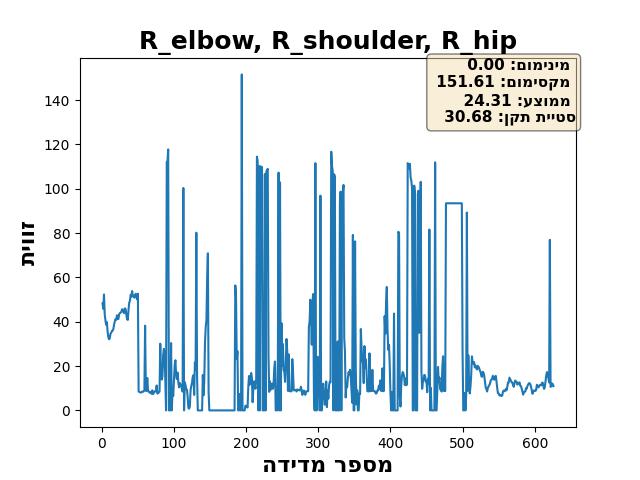 R_elbow, R_shoulder, R_hip
מינימום: 0.00
מקסימום: 151.61
ממוצע: 24.31
סטיית תקן: 30.68
זווית
140
120
100
80
60
40
20
0
0 100 200 300 400 500 600
מספר מדידה